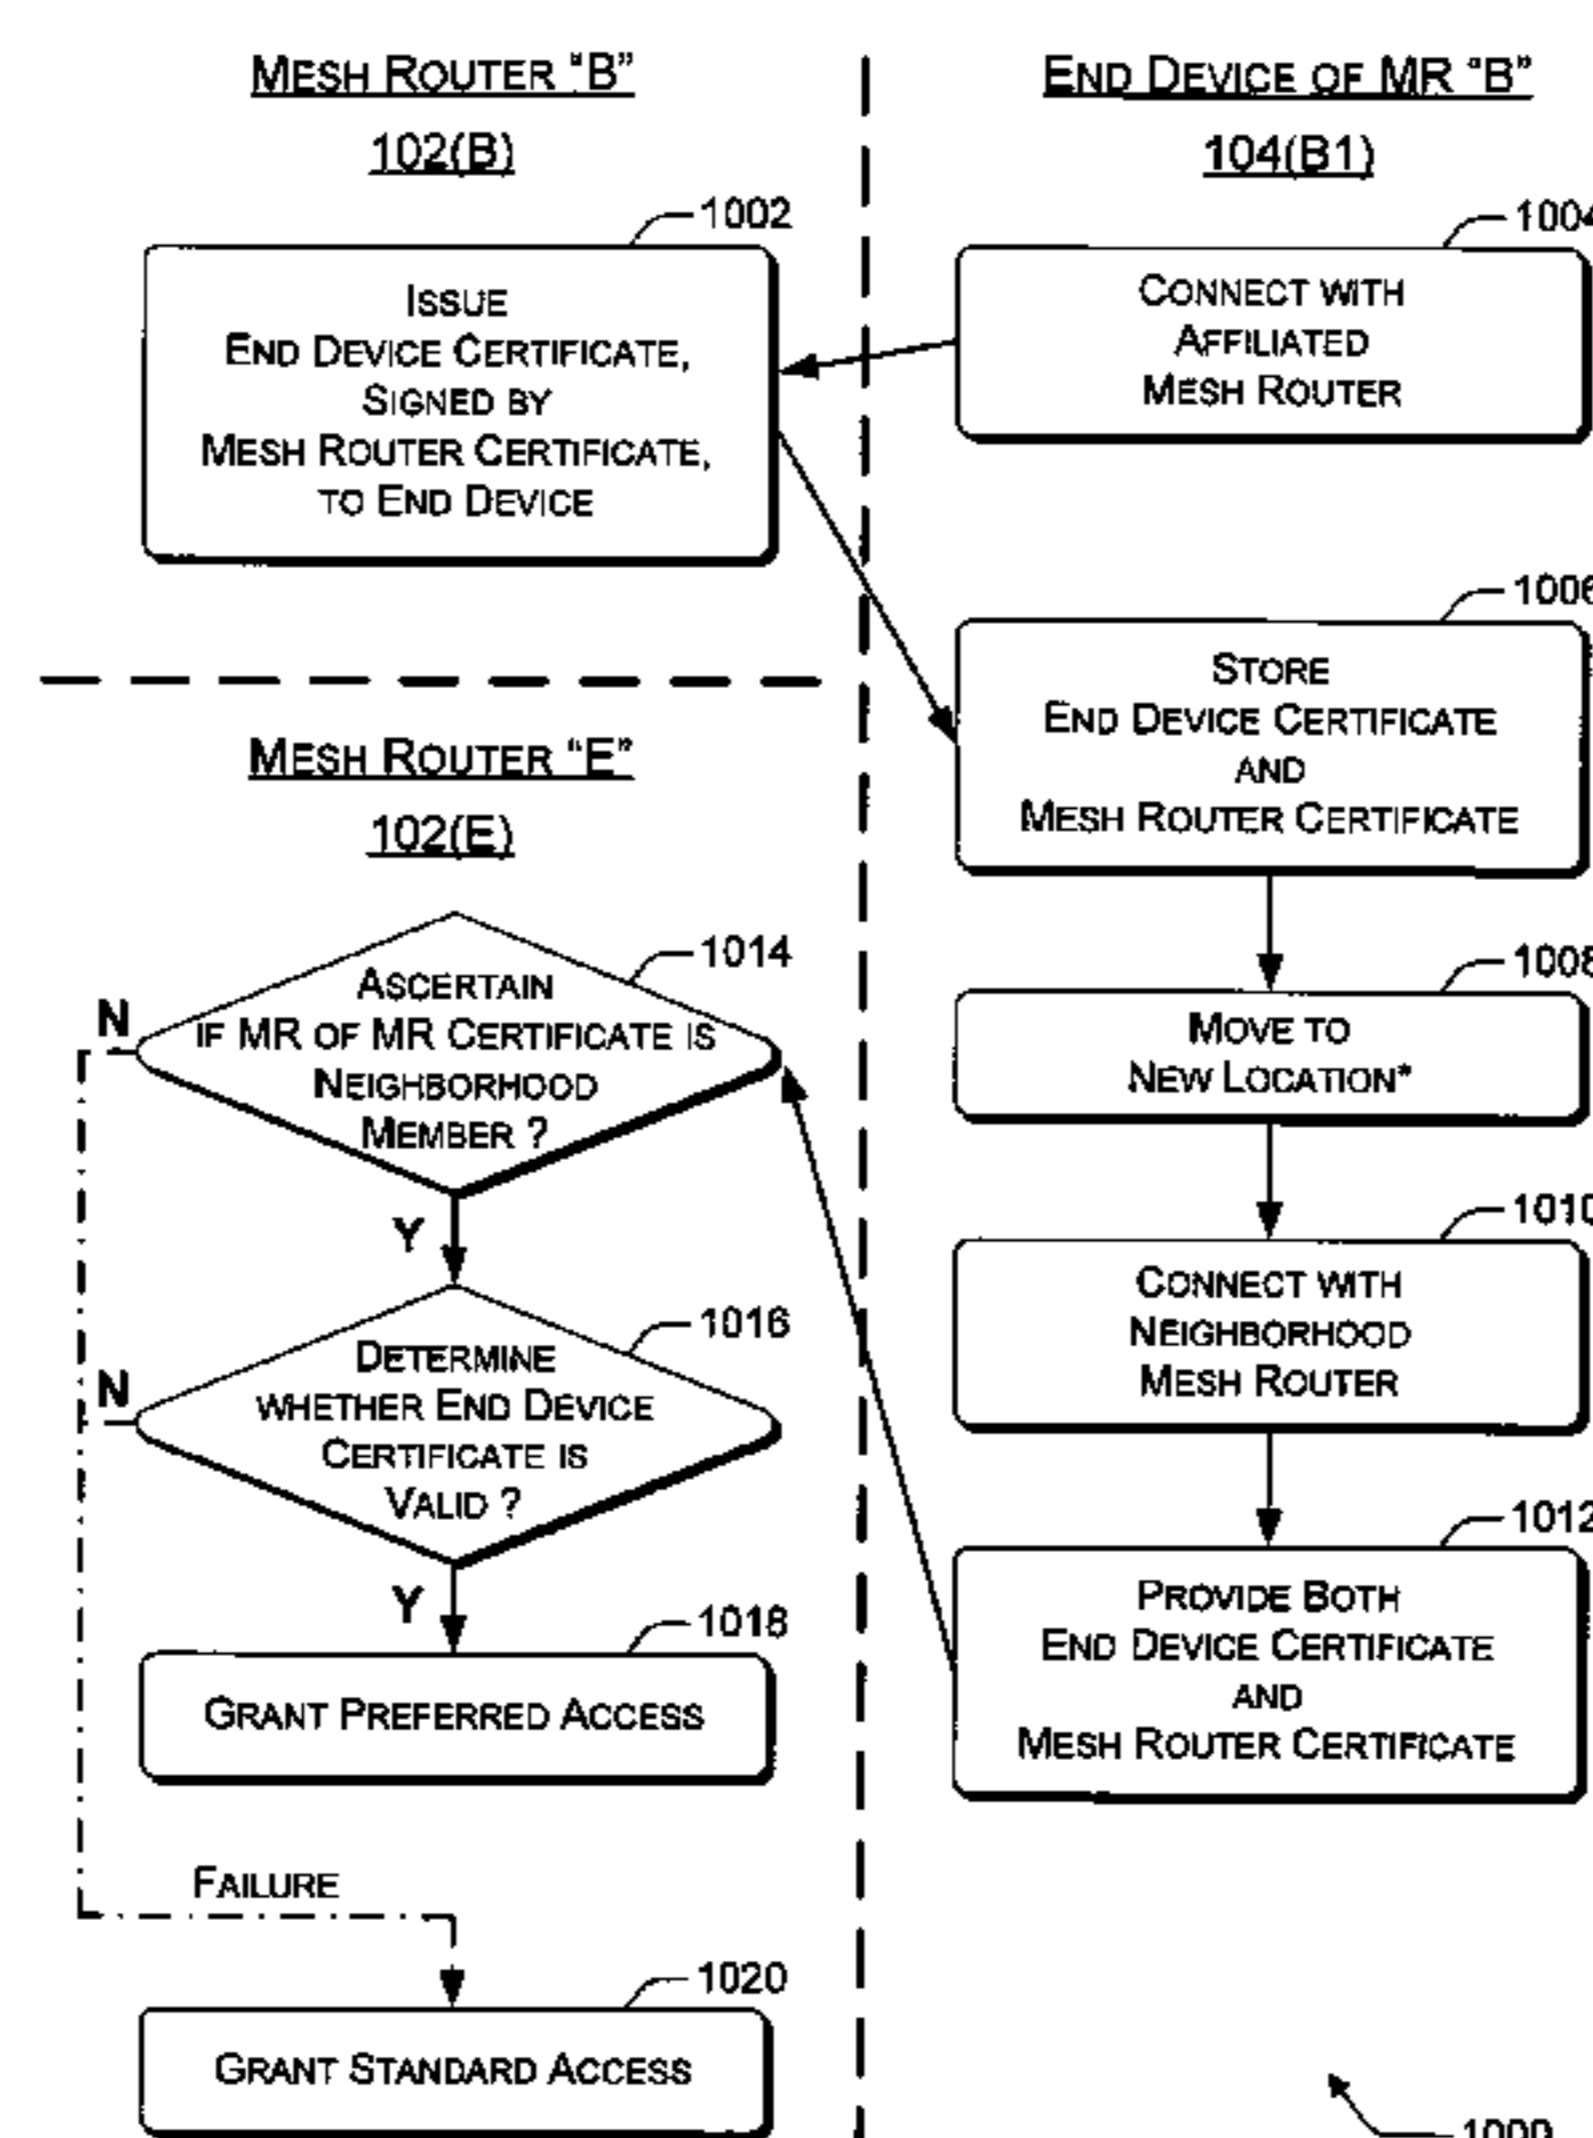 MESH ROUTER "B"
102(B)
1002
ISSUE
END DEVICE CERTIFICATE,
SIGNED BY
MESH ROUTER CERTIFICATE,
TO END DEVICE
END DEVICE OF MR "B"
104(B1)
1004
CONNECT WITH
AFFILIATED
MESH ROUTER
1006
STORE
END DEVICE CERTIFICATE
AND
MESH ROUTER CERTIFICATE
1008
MOVE TO
NEW LOCATION*
1010
CONNECT WITH
NEIGHBORHOOD
MESH ROUTER
1012
PROVIDE BOTH
END DEVICE CERTIFICATE
AND
MESH ROUTER CERTIFICATE
MESH ROUTER "E"
102(E)
1014
ASCERTAIN
IF MR OF MR CERTIFICATE IS
NEIGHBORHOOD
MEMBER ?
N
Y
1016
DETERMINE
WHETHER END DEVICE
CERTIFICATE IS
VALID ?
N
Y
1018
GRANT PREFERRED ACCESS
FAILURE
1020
GRANT STANDARD ACCESS
1000